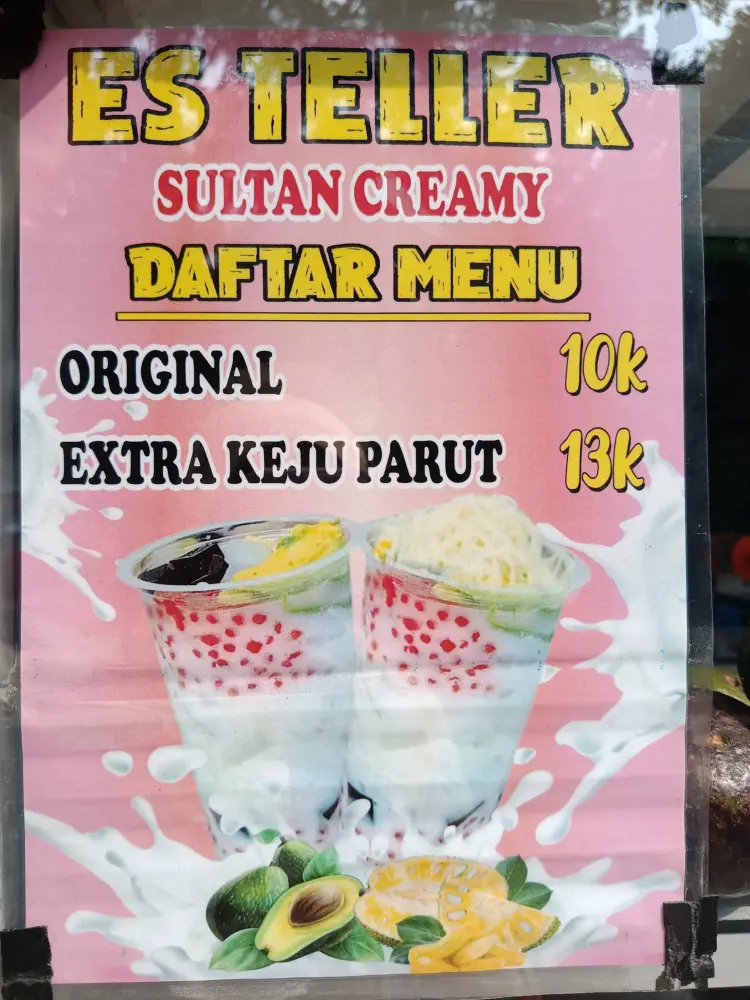 ES TELLER
SULTAN CREAMY
DAFTAR MENU
ORIGINAL 10k
EXTRA KEJU PARUT 13k